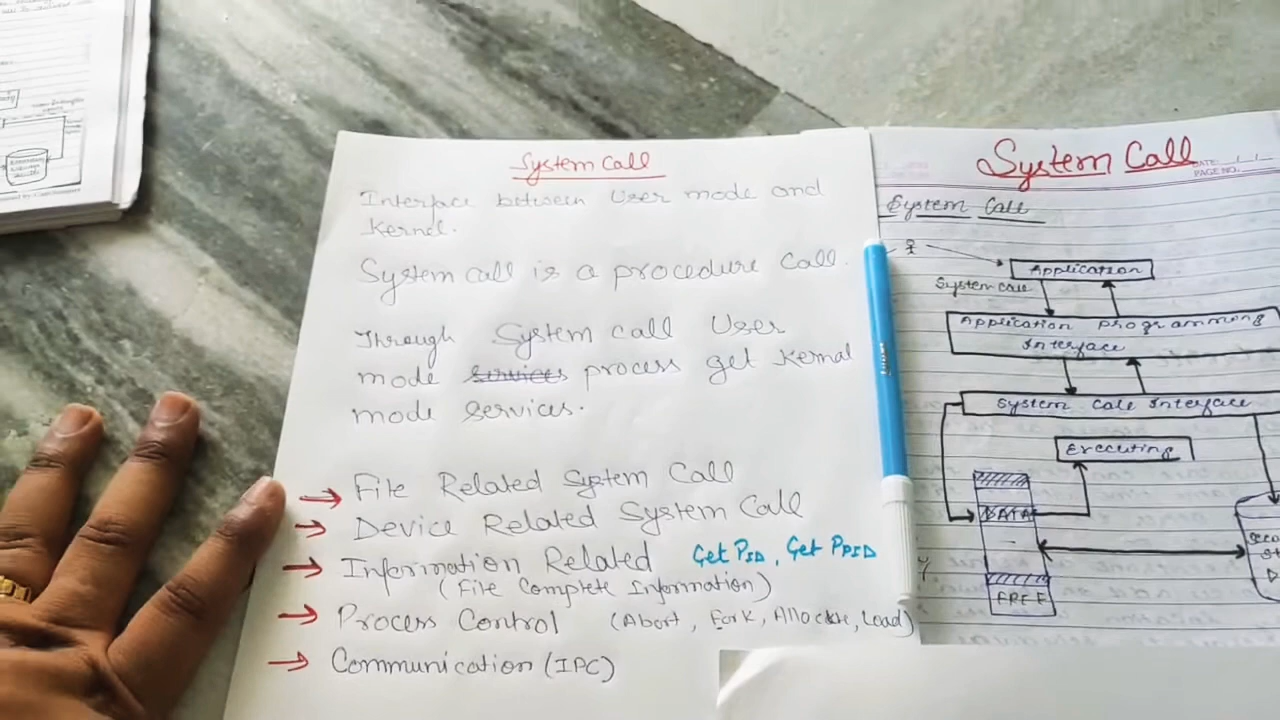 System Call
Interface between User mode and
Kernel.
System call is a procedure call.
Through System call User
mode services process get Kernal
mode services.
→ File Related System Call
→ Device Related System Call
→ Information Related Get PID, Get PPID
(File Complete Information)
→ Process Control (Abort, Fork, Allocate, Load)
→ Communication (IPC)
System Call
DATE: / /
PAGE NO.
System Call
Application
System call
Application programming
Interface
System Call Interface
Executing
DATA
FREE